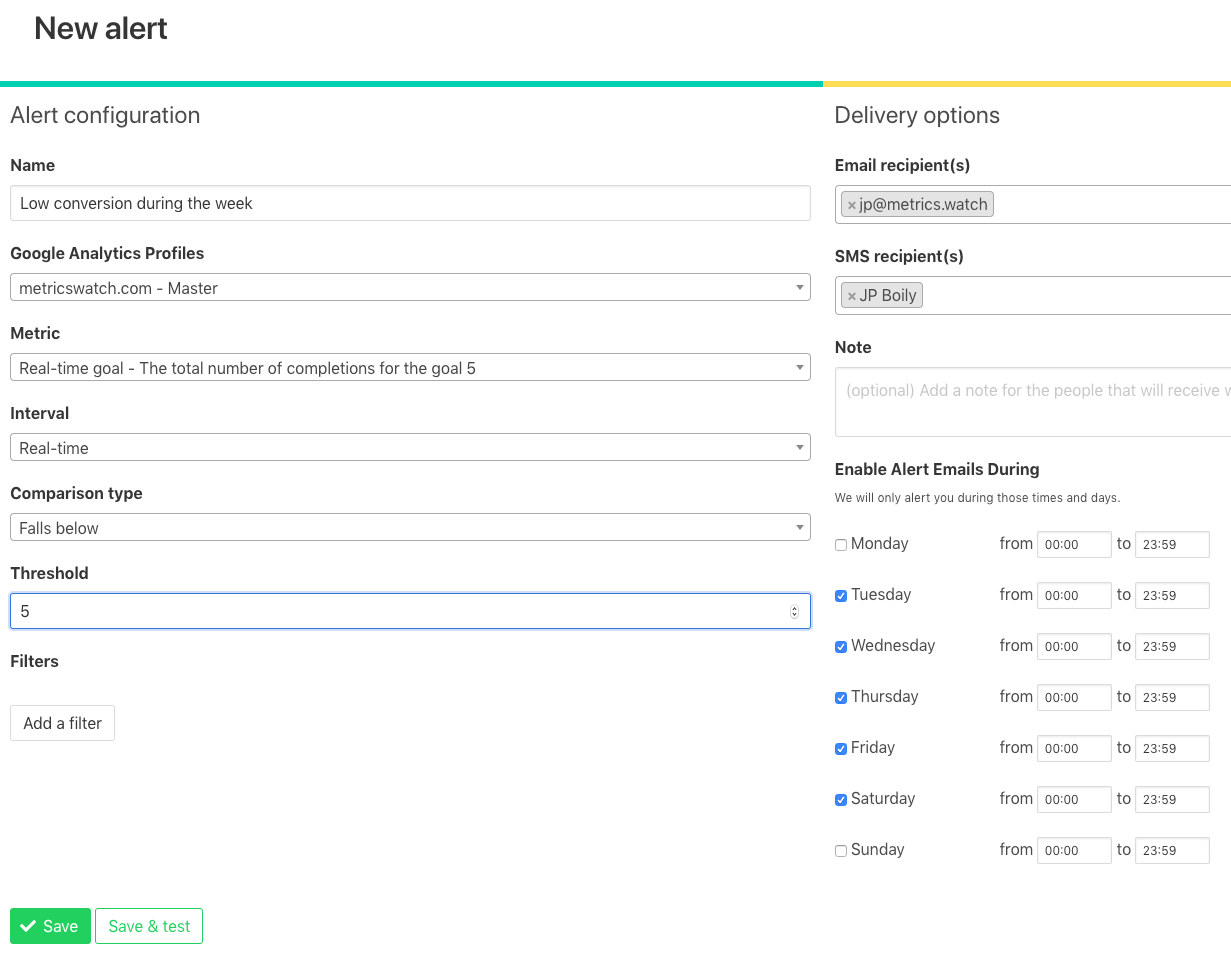 New alert
Alert configuration
Name
Low conversion during the week
Google Analytics Profiles
metricswatch.com - Master
Metric
Real-time goal - The total number of completions for the goal 5
Interval
Real-time
Comparison type
Falls below
Threshold
5
Filters
Add a filter
Save
Save & test
Delivery options
Email recipient(s)
×jp@metrics.watch
SMS recipient(s)
×JP Boily
Note
(optional) Add a note for the people that will receive
Enable Alert Emails During
We will only alert you during those times and days.
Monday from 00:00 to 23:59
Tuesday from 00:00 to 23:59
Wednesday from 00:00 to 23:59
Thursday from 00:00 to 23:59
Friday from 00:00 to 23:59
Saturday from 00:00 to 23:59
Sunday from 00:00 to 23:59